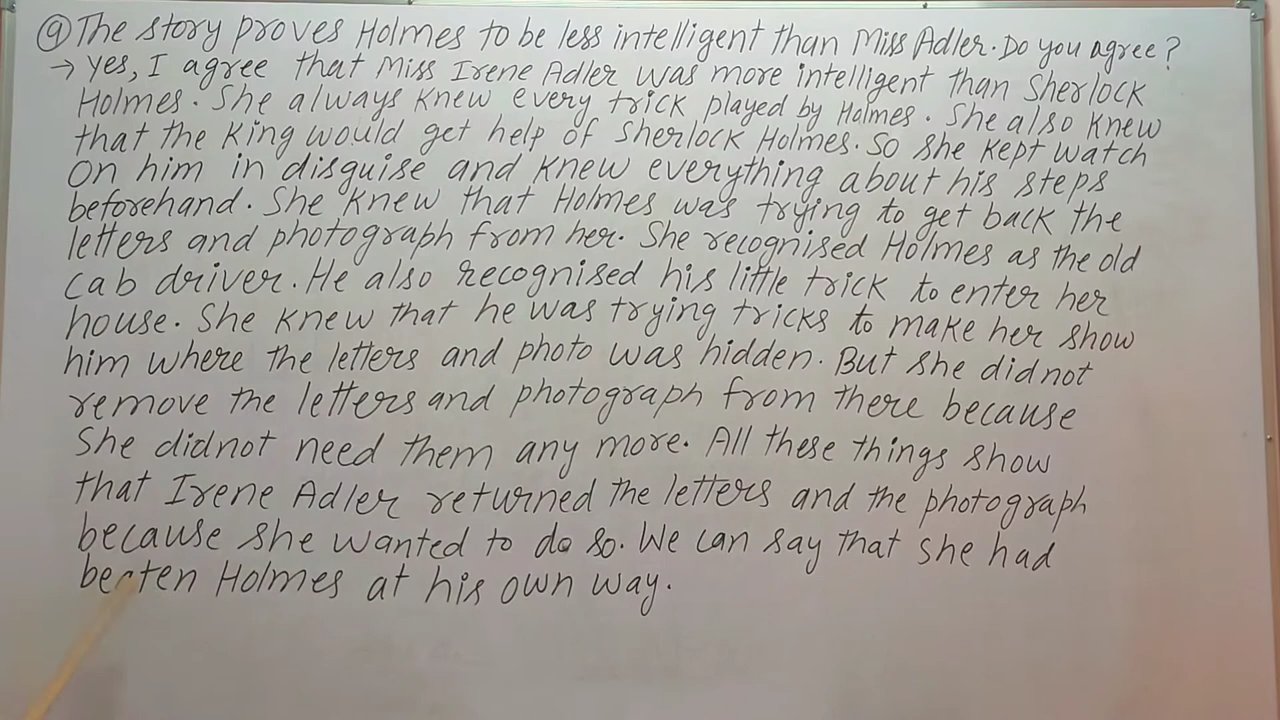 9 The story proves Holmes to be less intelligent than Miss Adler. Do you agree?
→ Yes, I agree that Miss Irene Adler was more intelligent than Sherlock
Holmes. She always knew every trick played by Holmes. She also knew
that the King would get help of Sherlock Holmes. So she kept watch
on him in disguise and knew everything about his steps
beforehand. She knew that Holmes was trying to get back the
letters and photograph from her. She recognised Holmes as the old
cab driver. He also recognised his little trick to enter her
house. She knew that he was trying tricks to make her show
him where the letters and photo was hidden. But she didnot
remove the letters and photograph from there because
She didnot need them any more. All these things show
that Irene Adler returned the letters and the photograph
because she wanted to do so. We can say that she had
beaten Holmes at his own way.